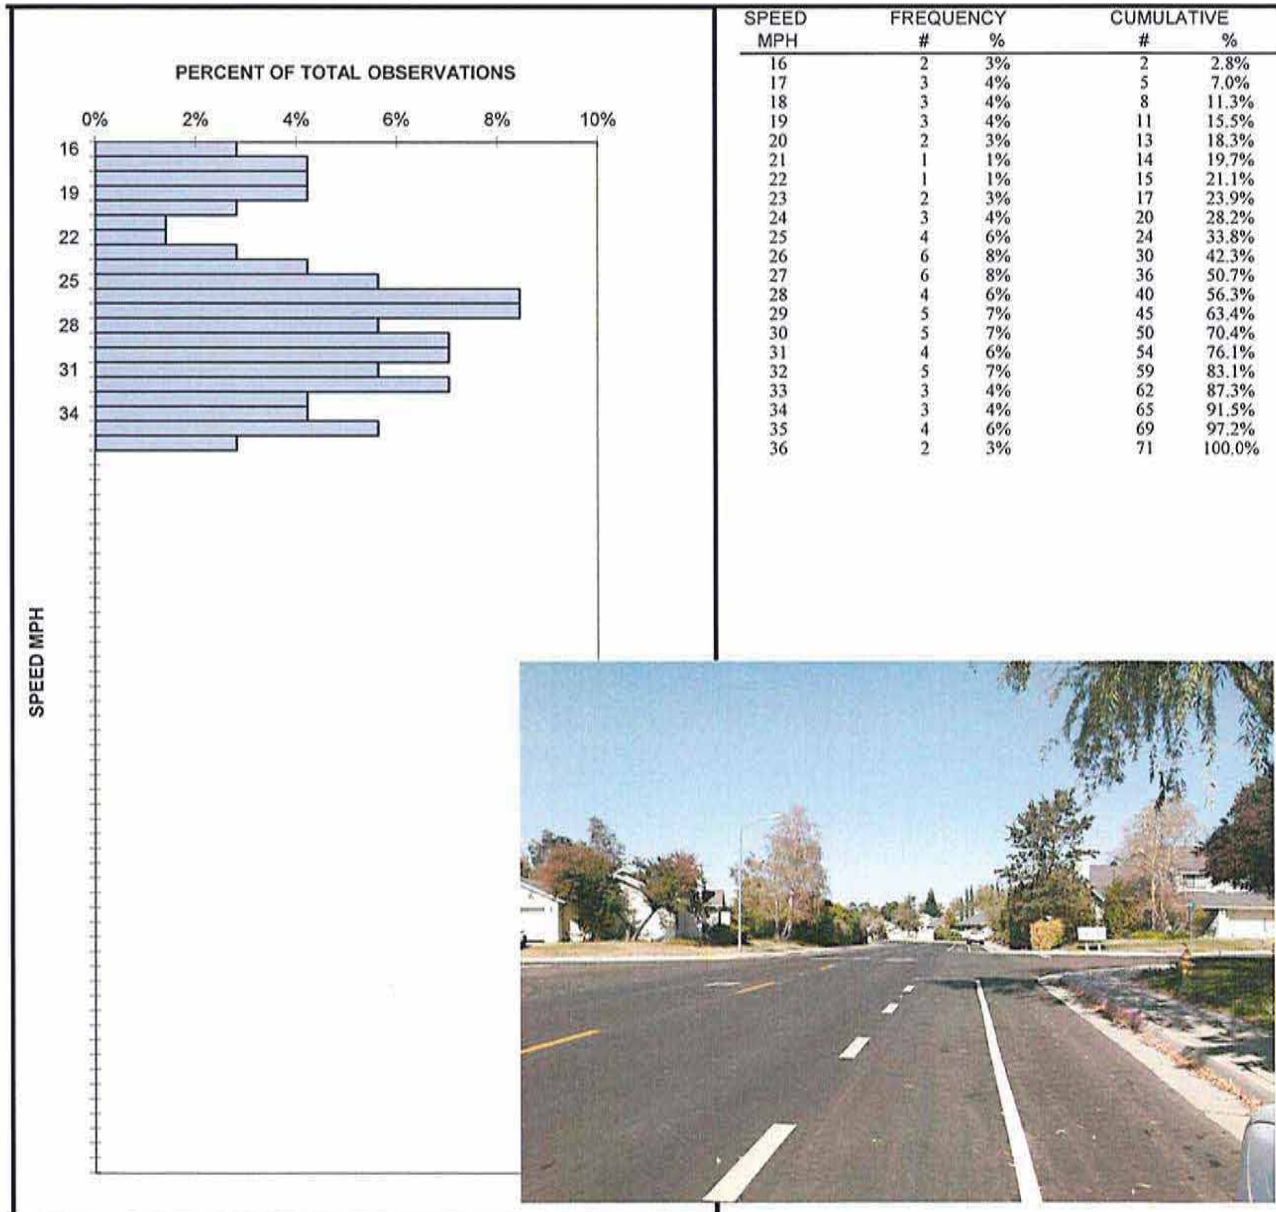 PERCENT OF TOTAL OBSERVATIONS
0% 2% 4% 6% 8% 10%
16
19
22
25
28
31
34
SPEED MPH
SPEED FREQUENCY CUMULATIVE
MPH # % # %
16 2 3% 2 2.8%
17 3 4% 5 7.0%
18 3 4% 8 11.3%
19 3 4% 11 15.5%
20 2 3% 13 18.3%
21 1 1% 14 19.7%
22 1 1% 15 21.1%
23 2 3% 17 23.9%
24 3 4% 20 28.2%
25 4 6% 24 33.8%
26 6 8% 30 42.3%
27 6 8% 36 50.7%
28 4 6% 40 56.3%
29 5 7% 45 63.4%
30 5 7% 50 70.4%
31 4 6% 54 76.1%
32 5 7% 59 83.1%
33 3 4% 62 87.3%
34 3 4% 65 91.5%
35 4 6% 69 97.2%
36 2 3% 71 100.0%